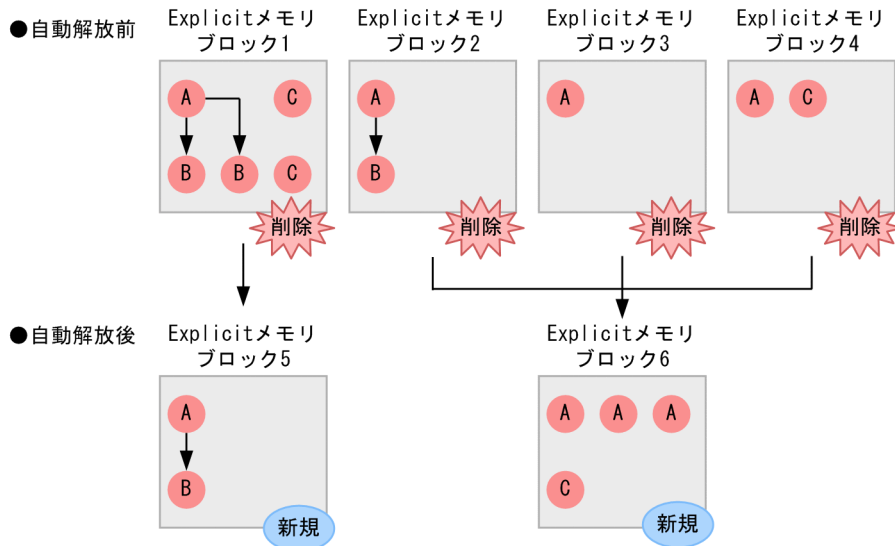 ●自動解放前
Explicitメモリ
ブロック1
Explicitメモリ
ブロック2
Explicitメモリ
ブロック3
Explicitメモリ
ブロック4
A
C
A
A
A
C
B
B
C
B
削除
削除
削除
削除
●自動解放後
Explicitメモリ
ブロック5
Explicitメモリ
ブロック6
A
A
A
A
B
C
新規
新規